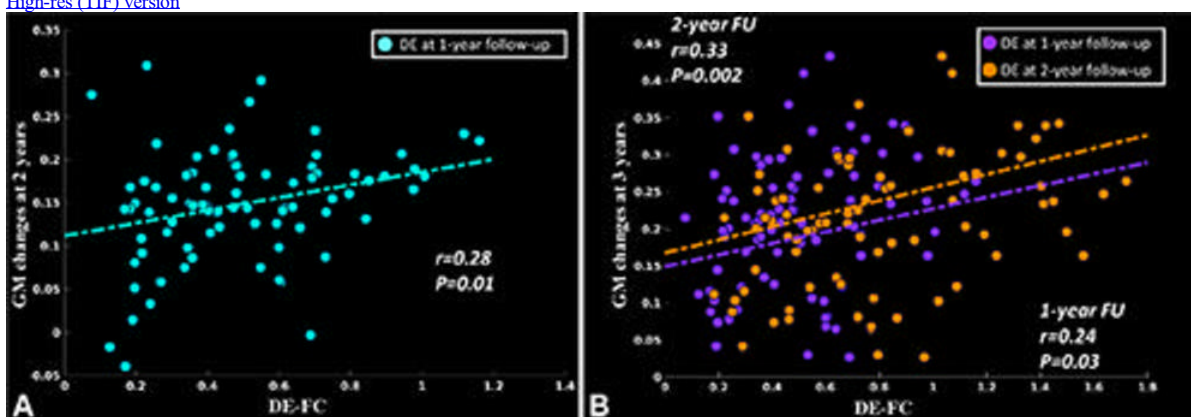 High-res (TIF) version
DE at 1-year follow-up
GM changes at 2 years
0.35
0.3
0.25
0.2
0.15
0.1
0.05
0
0.05
0
0.2
0.4
0.6
0.8
1
1.2
1.4
r=0.28
P=0.01
A
DE-FC
2-year FU
r=0.33
P=0.002
DE at 1-year follow-up
DE at 2-year follow-up
GM changes at 3 years
0.45
0.4
0.35
0.3
0.25
0.2
0.15
0.1
0.05
0
0
0.2
0.4
0.6
0.8
1
1.2
1.4
1.6
1.8
1-year FU
r=0.24
P=0.03
B
DE-FC